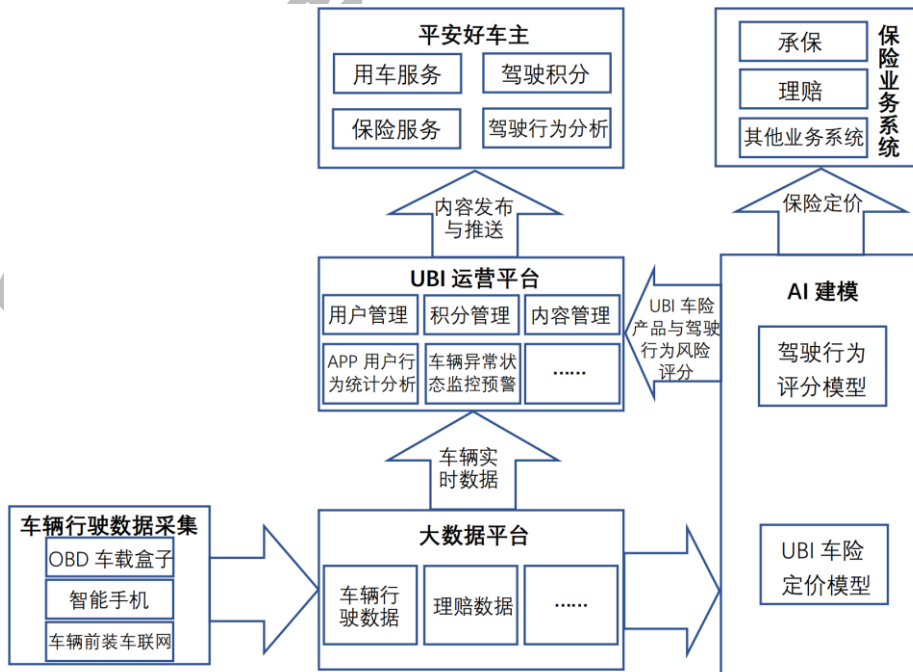 平安好车主
用车服务
驾驶积分
保险服务
驾驶行为分析
保险业务系统
承保
理赔
其他业务系统
内容发布
与推送
保险定价
UBI 运营平台
用户管理
积分管理
内容管理
APP 用户行
为统计分析
车辆异常状
态监控预警
……
UBI 车险
产品与驾驶
行为风险
评分
AI 建模
驾驶行为
评分模型
UBI 车险
定价模型
车辆实
时数据
车辆行驶数据采集
OBD 车载盒子
智能手机
车辆前装车联网
大数据平台
车辆行
驶数据
理赔数据
……